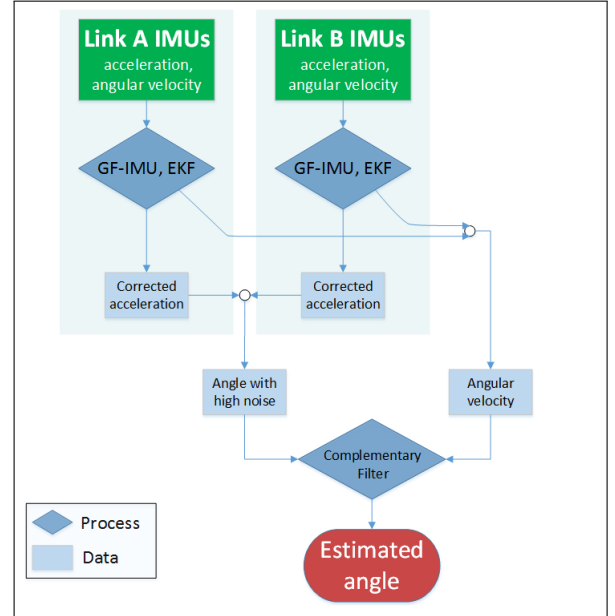 Link A IMUs
acceleration,
angular velocity
Link B IMUs
acceleration,
angular velocity
GF-IMU, EKF
GF-IMU, EKF
Corrected
acceleration
Corrected
acceleration
Angle with
high noise
Angular
velocity
Complementary
Filter
Process
Data
Estimated
angle